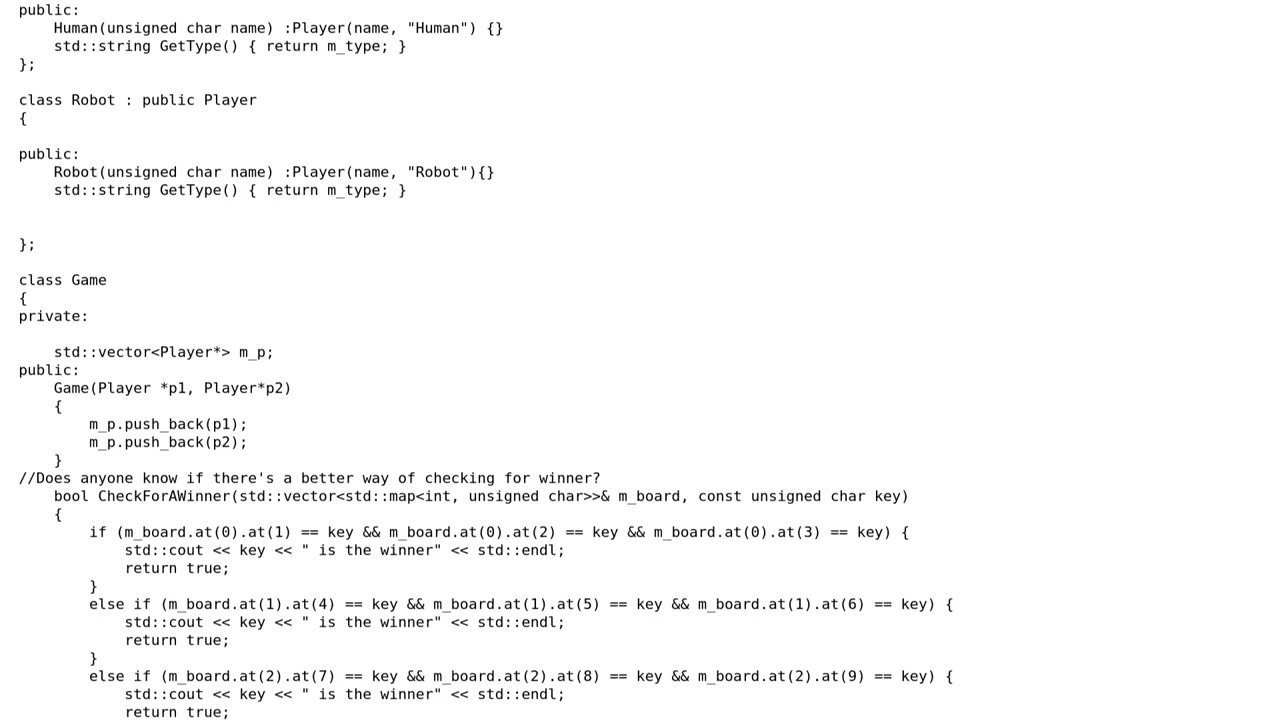 public:
    Human(unsigned char name) :Player(name, "Human") {}
    std::string GetType() { return m_type; }
};
class Robot : public Player
{
public:
    Robot(unsigned char name) :Player(name, "Robot"){}
    std::string GetType() { return m_type; }
};
class Game
{
private:
    std::vector<Player*> m_p;
public:
    Game(Player *p1, Player*p2)
    {
        m_p.push_back(p1);
        m_p.push_back(p2);
    }
//Does anyone know if there's a better way of checking for winner?
    bool CheckForAWinner(std::vector<std::map<int, unsigned char>>& m_board, const unsigned char key)
    {
        if (m_board.at(0).at(1) == key && m_board.at(0).at(2) == key && m_board.at(0).at(3) == key) {
            std::cout << key << " is the winner" << std::endl;
            return true;
        }
        else if (m_board.at(1).at(4) == key && m_board.at(1).at(5) == key && m_board.at(1).at(6) == key) {
            std::cout << key << " is the winner" << std::endl;
            return true;
        }
        else if (m_board.at(2).at(7) == key && m_board.at(2).at(8) == key && m_board.at(2).at(9) == key) {
            std::cout << key << " is the winner" << std::endl;
            return true;